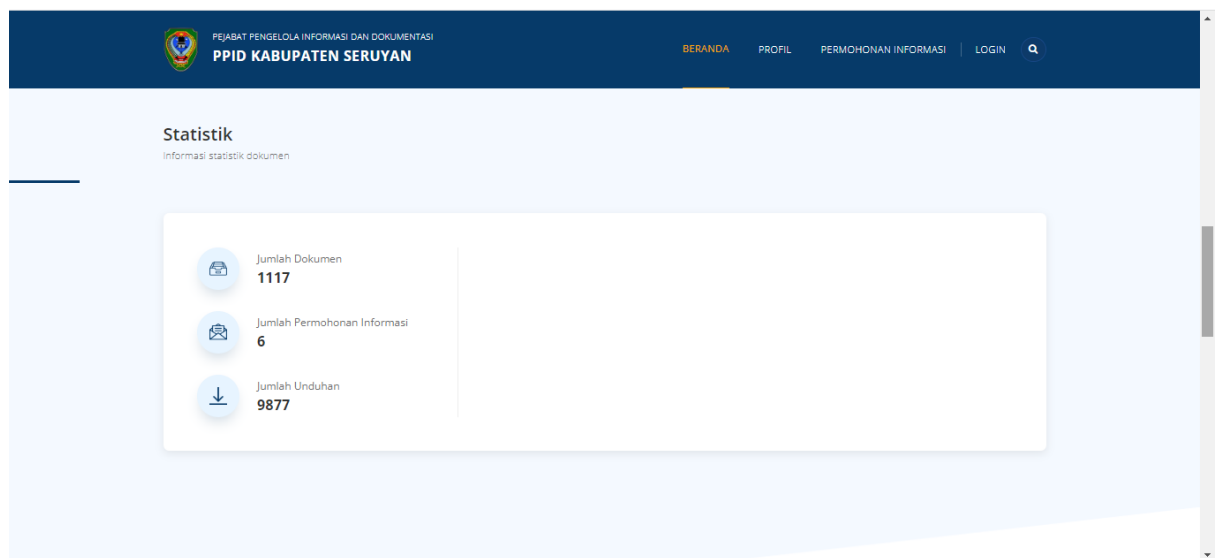 PEJABAT PENGELOLA INFORMASI DAN DOKUMENTASI
PPID KABUPATEN SERUYAN
BERANDA PROFIL PERMOHONAN INFORMASI LOGIN
Statistik
Informasi statistik dokumen
Jumlah Dokumen
1117
Jumlah Permohonan Informasi
6
Jumlah Unduhan
9877